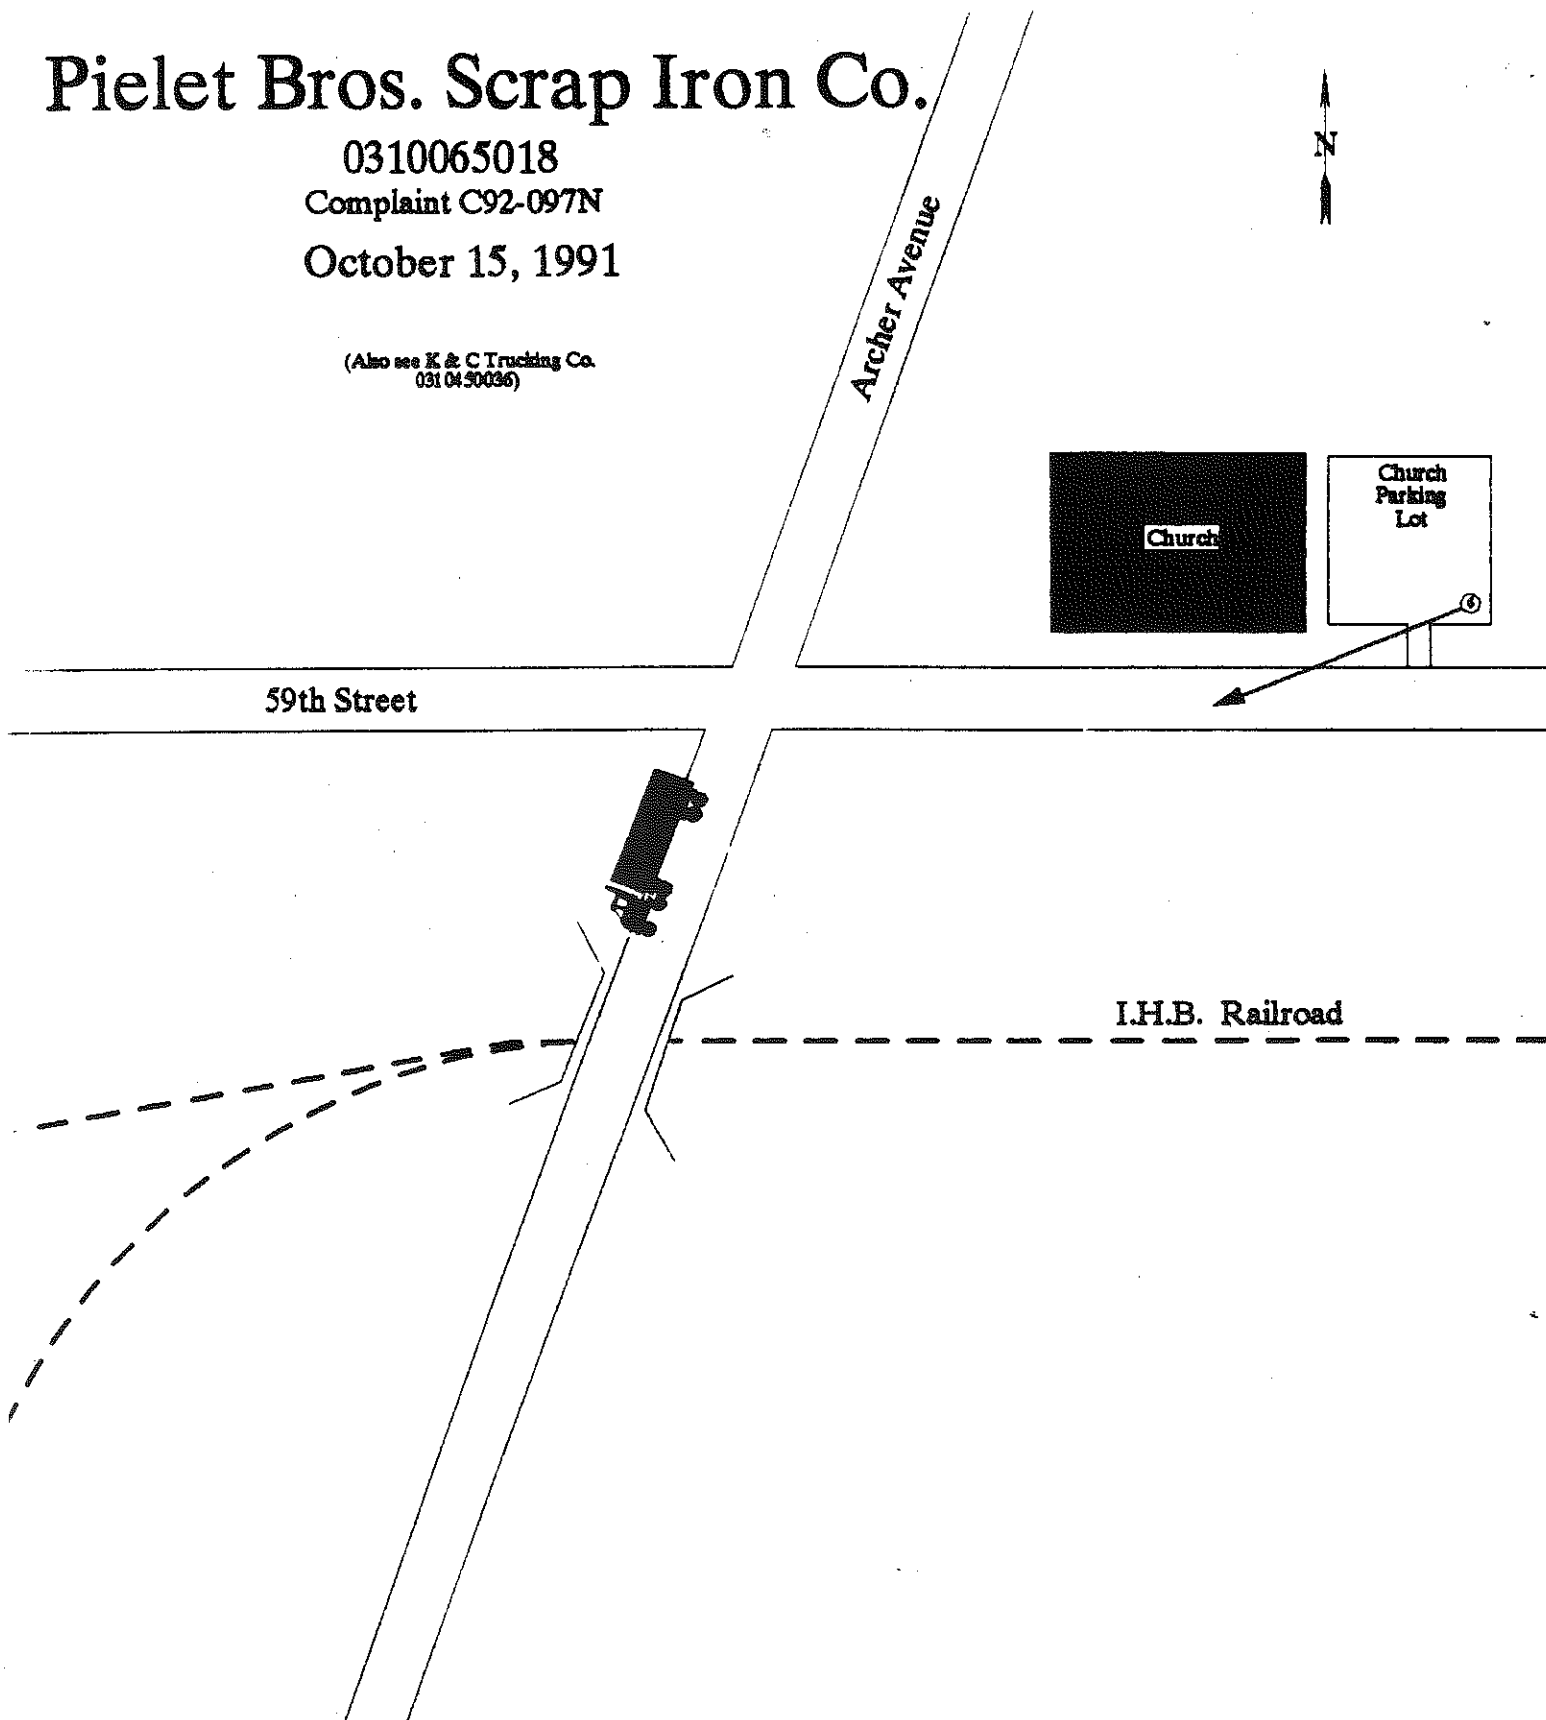 Pielet Bros. Scrap Iron Co.
0310065018
Complaint C92-097N
October 15, 1991
(Also see K & C Trucking Co.
0310450036)
N
Archer Avenue
Church
Church
Parking
Lot
6
59th Street
I.H.B. Railroad